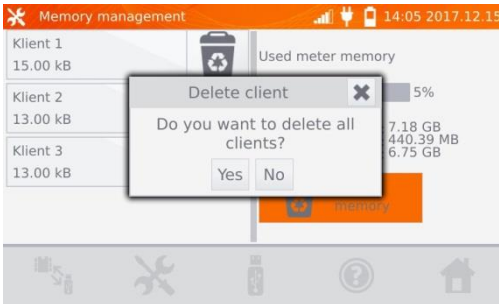 Memory management
14:05 2017.12.15
Klient 1
15.00 kB
Klient 2
13.00 kB
Klient 3
13.00 kB
Used meter memory
5%
7.18 GB
440.39 MB
6.75 GB
memory
Delete client
Do you want to delete all
clients?
Yes No